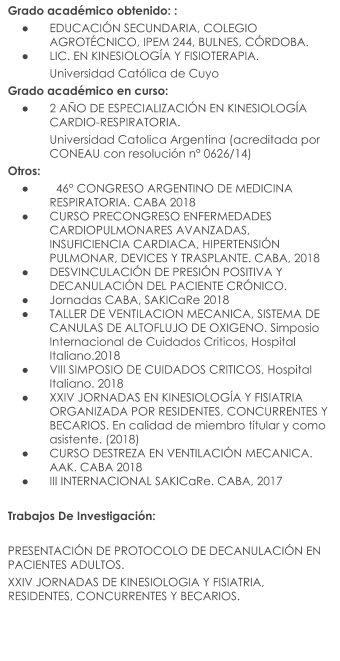 Grado académico obtenido: :
● EDUCACIÓN SECUNDARIA, COLEGIO
AGROTÉCNICO, IPEM 244, BULNES, CÓRDOBA.
● LIC. EN KINESIOLOGÍA Y FISIOTERAPIA.
Universidad Católica de Cuyo
Grado académico en curso:
● 2 AÑO DE ESPECIALIZACIÓN EN KINESIOLOGÍA
CARDIO-RESPIRATORIA.
Universidad Catolica Argentina (acreditada por
CONEAU con resolución n° 0626/14)
Otros:
● 46° CONGRESO ARGENTINO DE MEDICINA
RESPIRATORIA. CABA 2018
● CURSO PRECONGRESO ENFERMEDADES
CARDIOPULMONARES AVANZADAS,
INSUFICIENCIA CARDIACA, HIPERTENSIÓN
PULMONAR, DEVICES Y TRASPLANTE. CABA, 2018
● DESVINCULACIÓN DE PRESIÓN POSITIVA Y
DECANULACIÓN DEL PACIENTE CRÓNICO.
● Jornadas CABA, SAKICaRe 2018
● TALLER DE VENTILACION MECANICA, SISTEMA DE
CANULAS DE ALTOFLUJO DE OXIGENO. Simposio
Internacional de Cuidados Criticos, Hospital
Italiano.2018
● VIII SIMPOSIO DE CUIDADOS CRITICOS, Hospital
Italiano. 2018
● XXIV JORNADAS EN KINESIOLOGÍA Y FISIATRIA
ORGANIZADA POR RESIDENTES, CONCURRENTES Y
BECARIOS. En calidad de miembro titular y como
asistente. (2018)
● CURSO DESTREZA EN VENTILACIÓN MECANICA.
AAK. CABA 2018
● III INTERNACIONAL SAKICaRe. CABA, 2017
Trabajos De Investigación:
PRESENTACIÓN DE PROTOCOLO DE DECANULACIÓN EN
PACIENTES ADULTOS.
XXIV JORNADAS DE KINESIOLOGIA Y FISIATRIA,
RESIDENTES, CONCURRENTES Y BECARIOS.